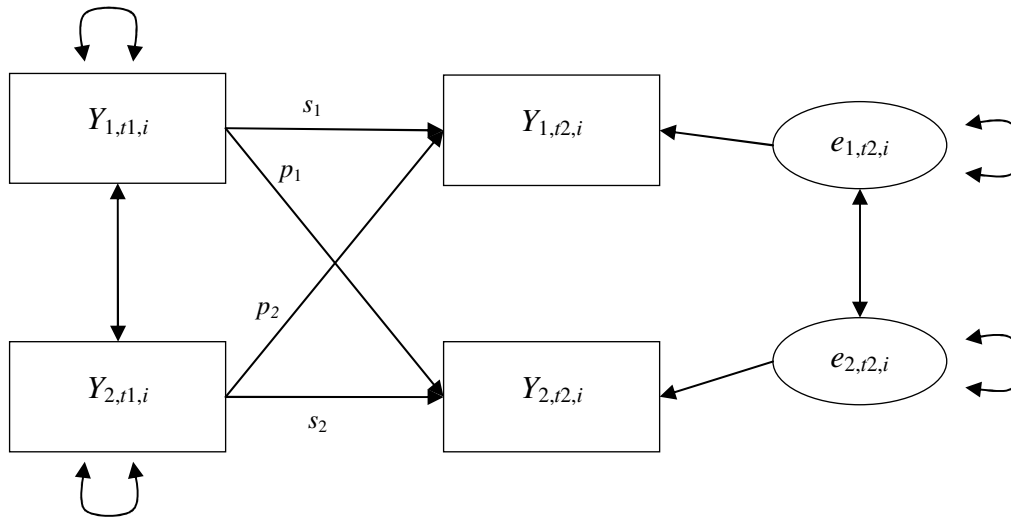 Y1,t1,i
s1
Y1,t2,i
e1,t2,i
p1
p2
Y2,t1,i
s2
Y2,t2,i
e2,t2,i